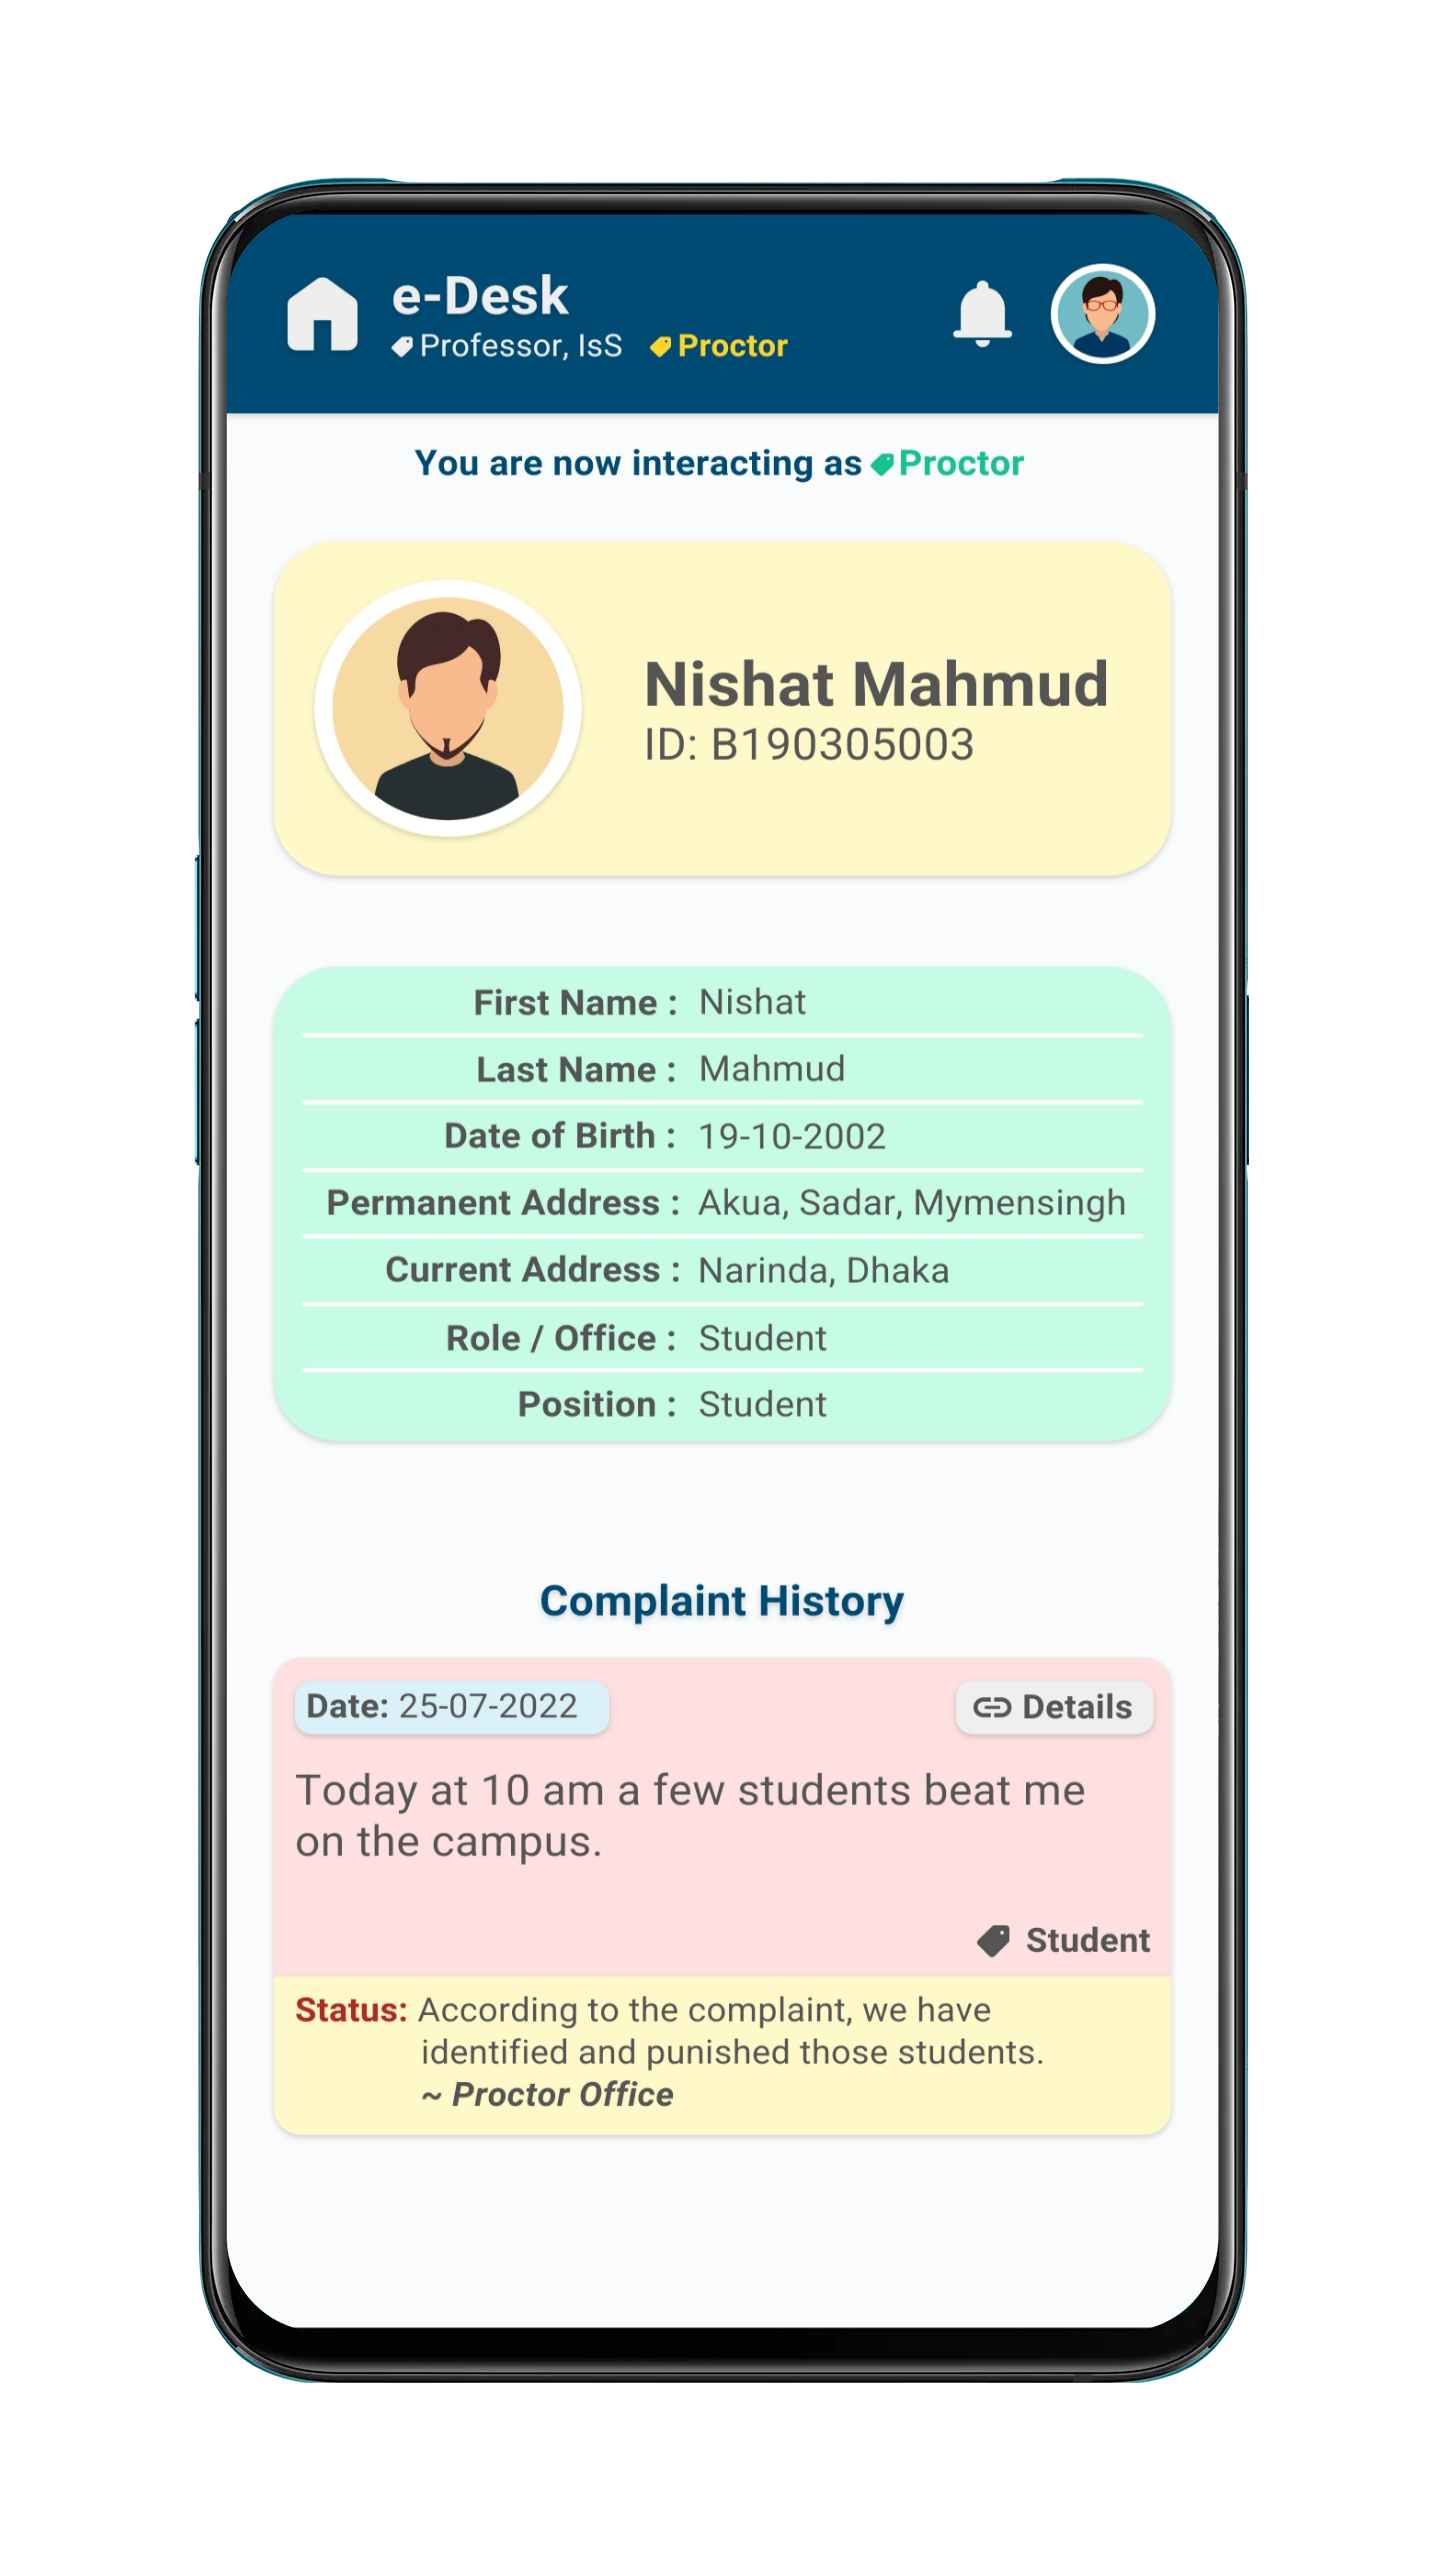 e-Desk
Professor, IsS Proctor
You are now interacting as Proctor
Nishat Mahmud
ID: B190305003
First Name : Nishat
Last Name : Mahmud
Date of Birth : 19-10-2002
Permanent Address : Akua, Sadar, Mymensingh
Current Address : Narinda, Dhaka
Role / Office : Student
Position : Student
Complaint History
Date: 25-07-2022 Details
Today at 10 am a few students beat me
on the campus.
Student
Status: According to the complaint, we have
identified and punished those students.
~ Proctor Office